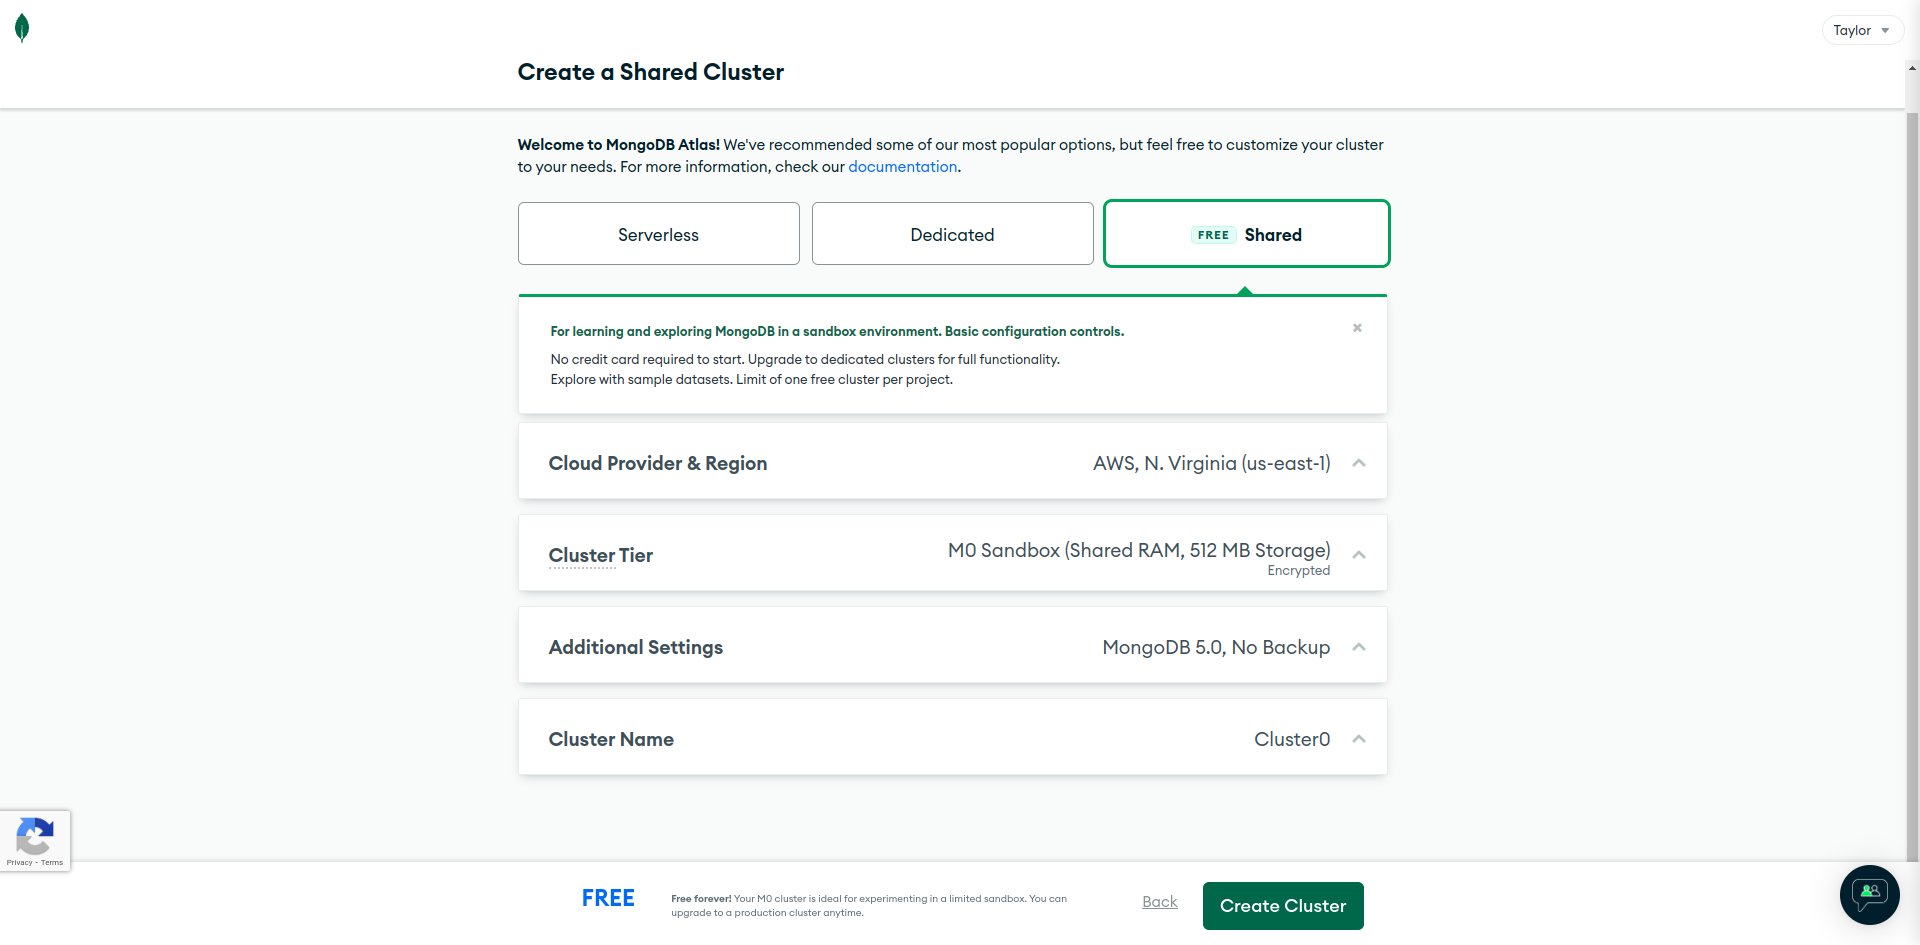 Taylor
Create a Shared Cluster
Welcome to MongoDB Atlas! We've recommended some of our most popular options, but feel free to customize your cluster
to your needs. For more information, check our documentation.
Serverless
Dedicated
FREE Shared
For learning and exploring MongoDB in a sandbox environment. Basic configuration controls.
No credit card required to start. Upgrade to dedicated clusters for full functionality.
Explore with sample datasets. Limit of one free cluster per project.
Cloud Provider & Region
AWS, N. Virginia (us-east-1)
Cluster Tier
M0 Sandbox (Shared RAM, 512 MB Storage)
Encrypted
Additional Settings
MongoDB 5.0, No Backup
Cluster Name
Cluster0
Privacy - Terms
FREE
Free forever! Your M0 cluster is ideal for experimenting in a limited sandbox. You can
upgrade to a production cluster anytime.
Back
Create Cluster